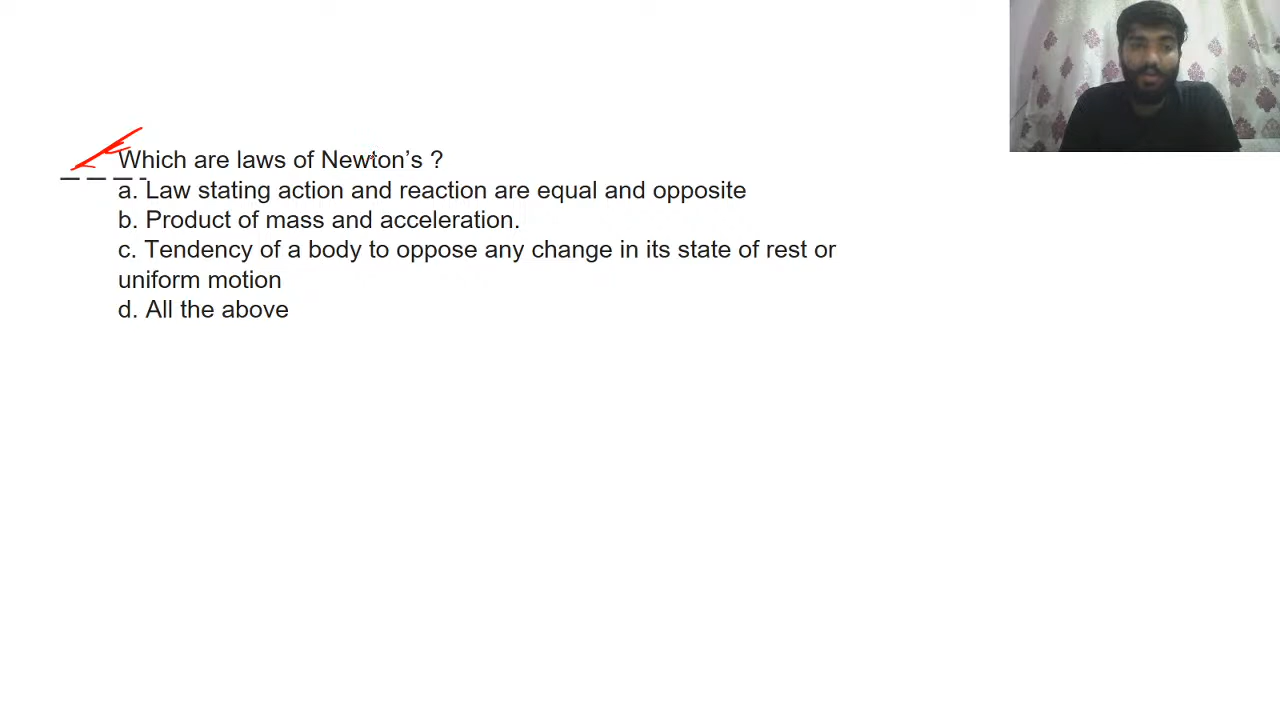 Which are laws of Newton’s ?
a. Law stating action and reaction are equal and opposite
b. Product of mass and acceleration.
c. Tendency of a body to oppose any change in its state of rest or
uniform motion
d. All the above